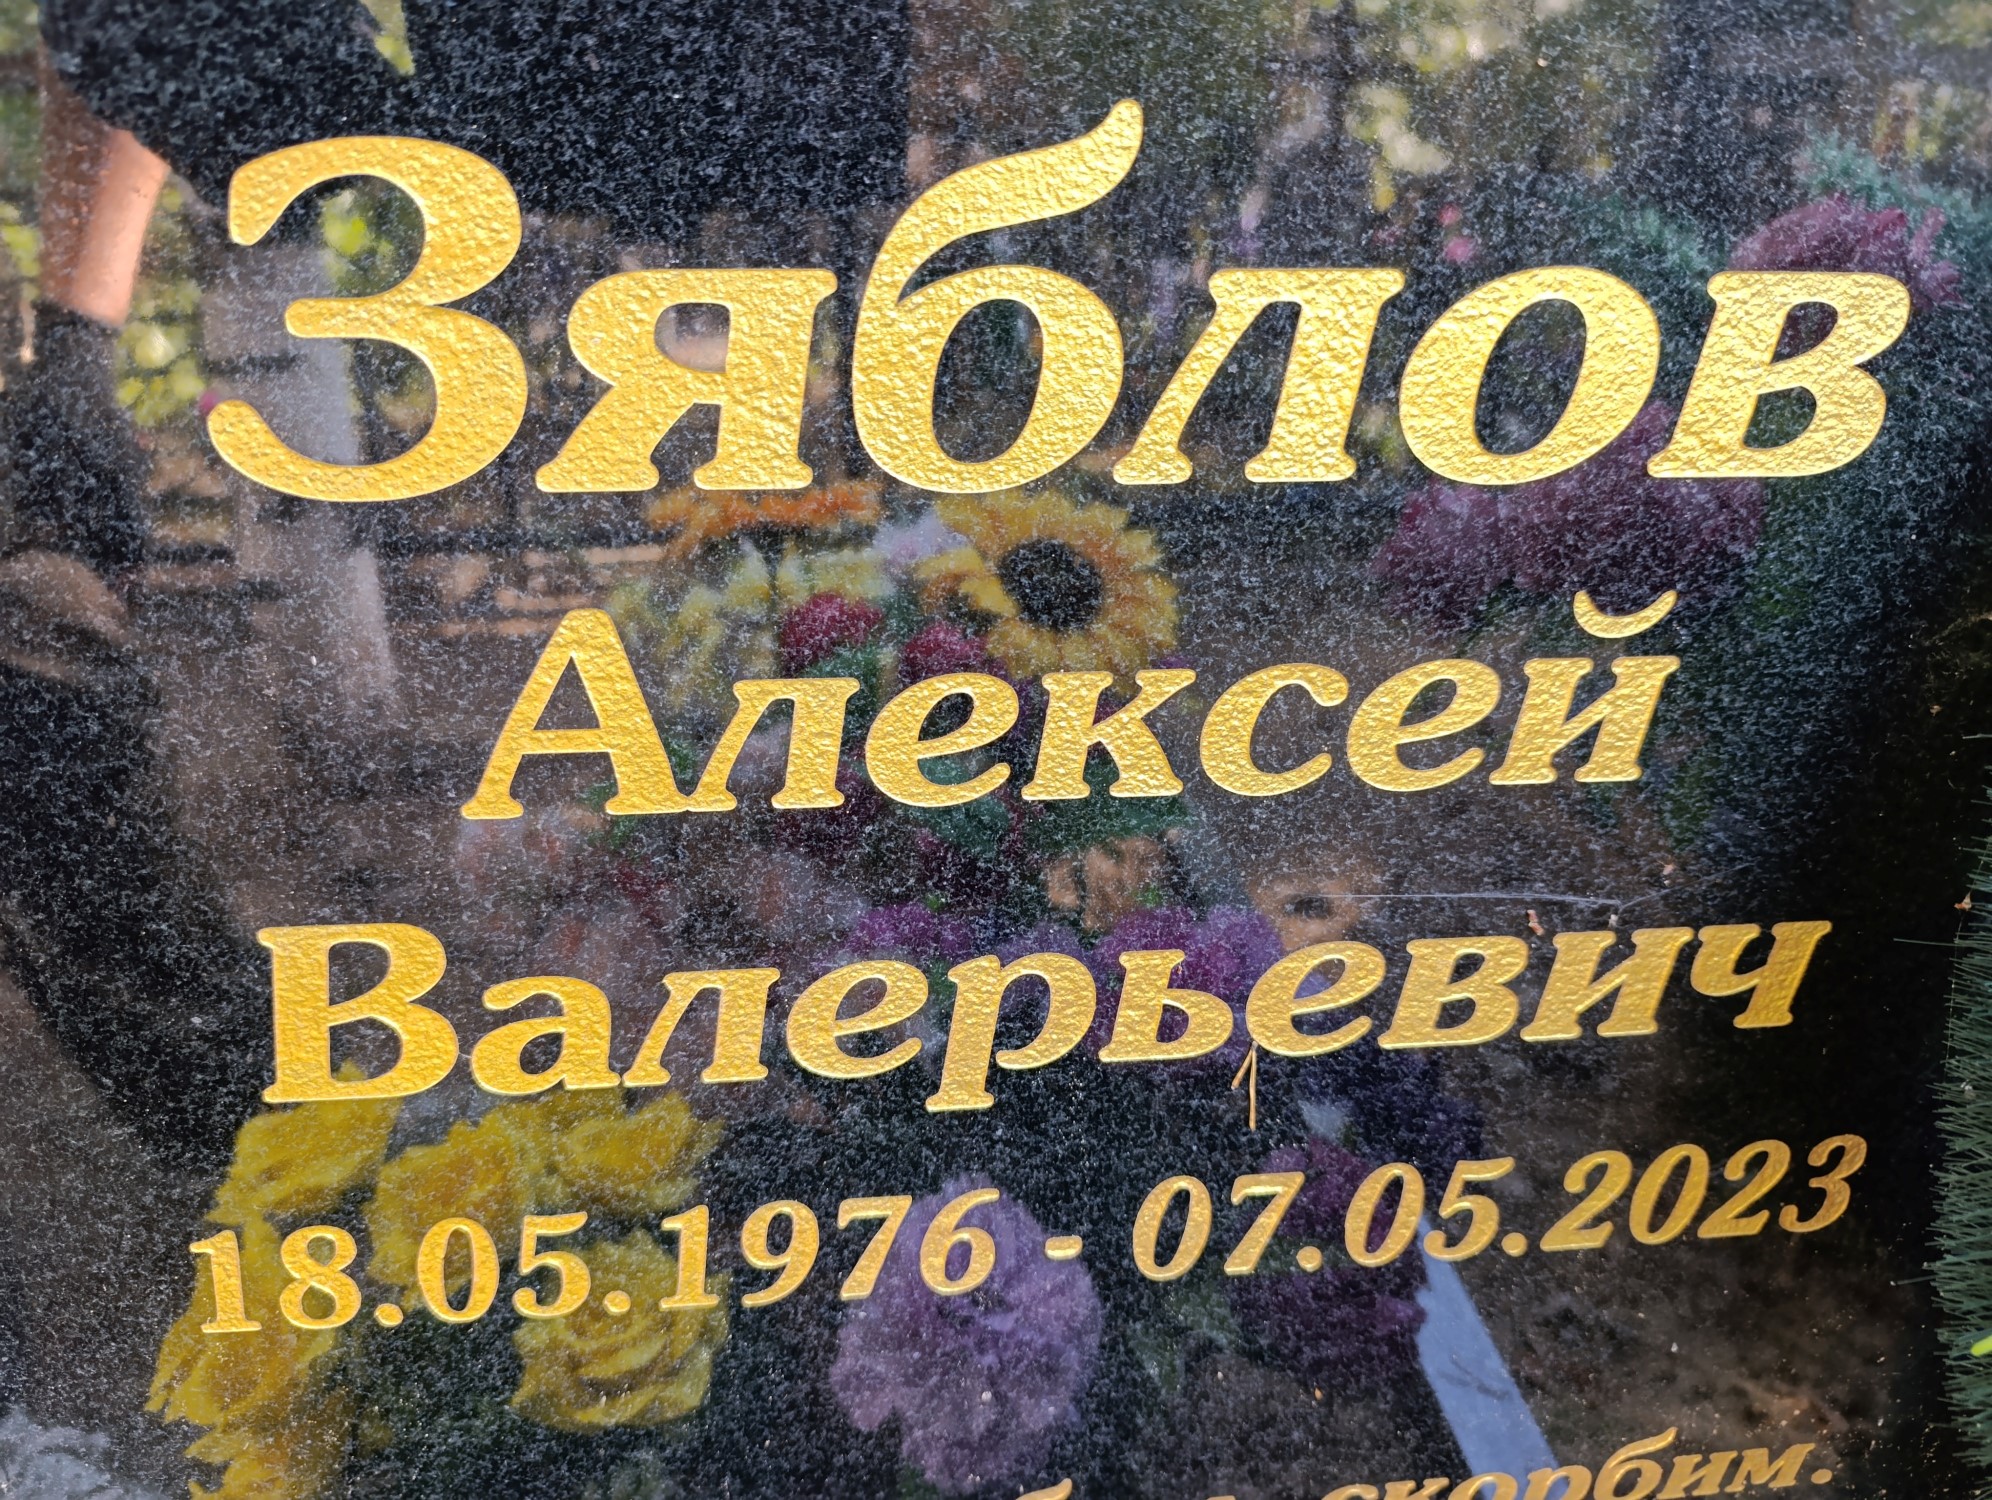 Зяблов
Алексей
Валерьевич
18.05.1976 - 07.05.2023
скорбим.